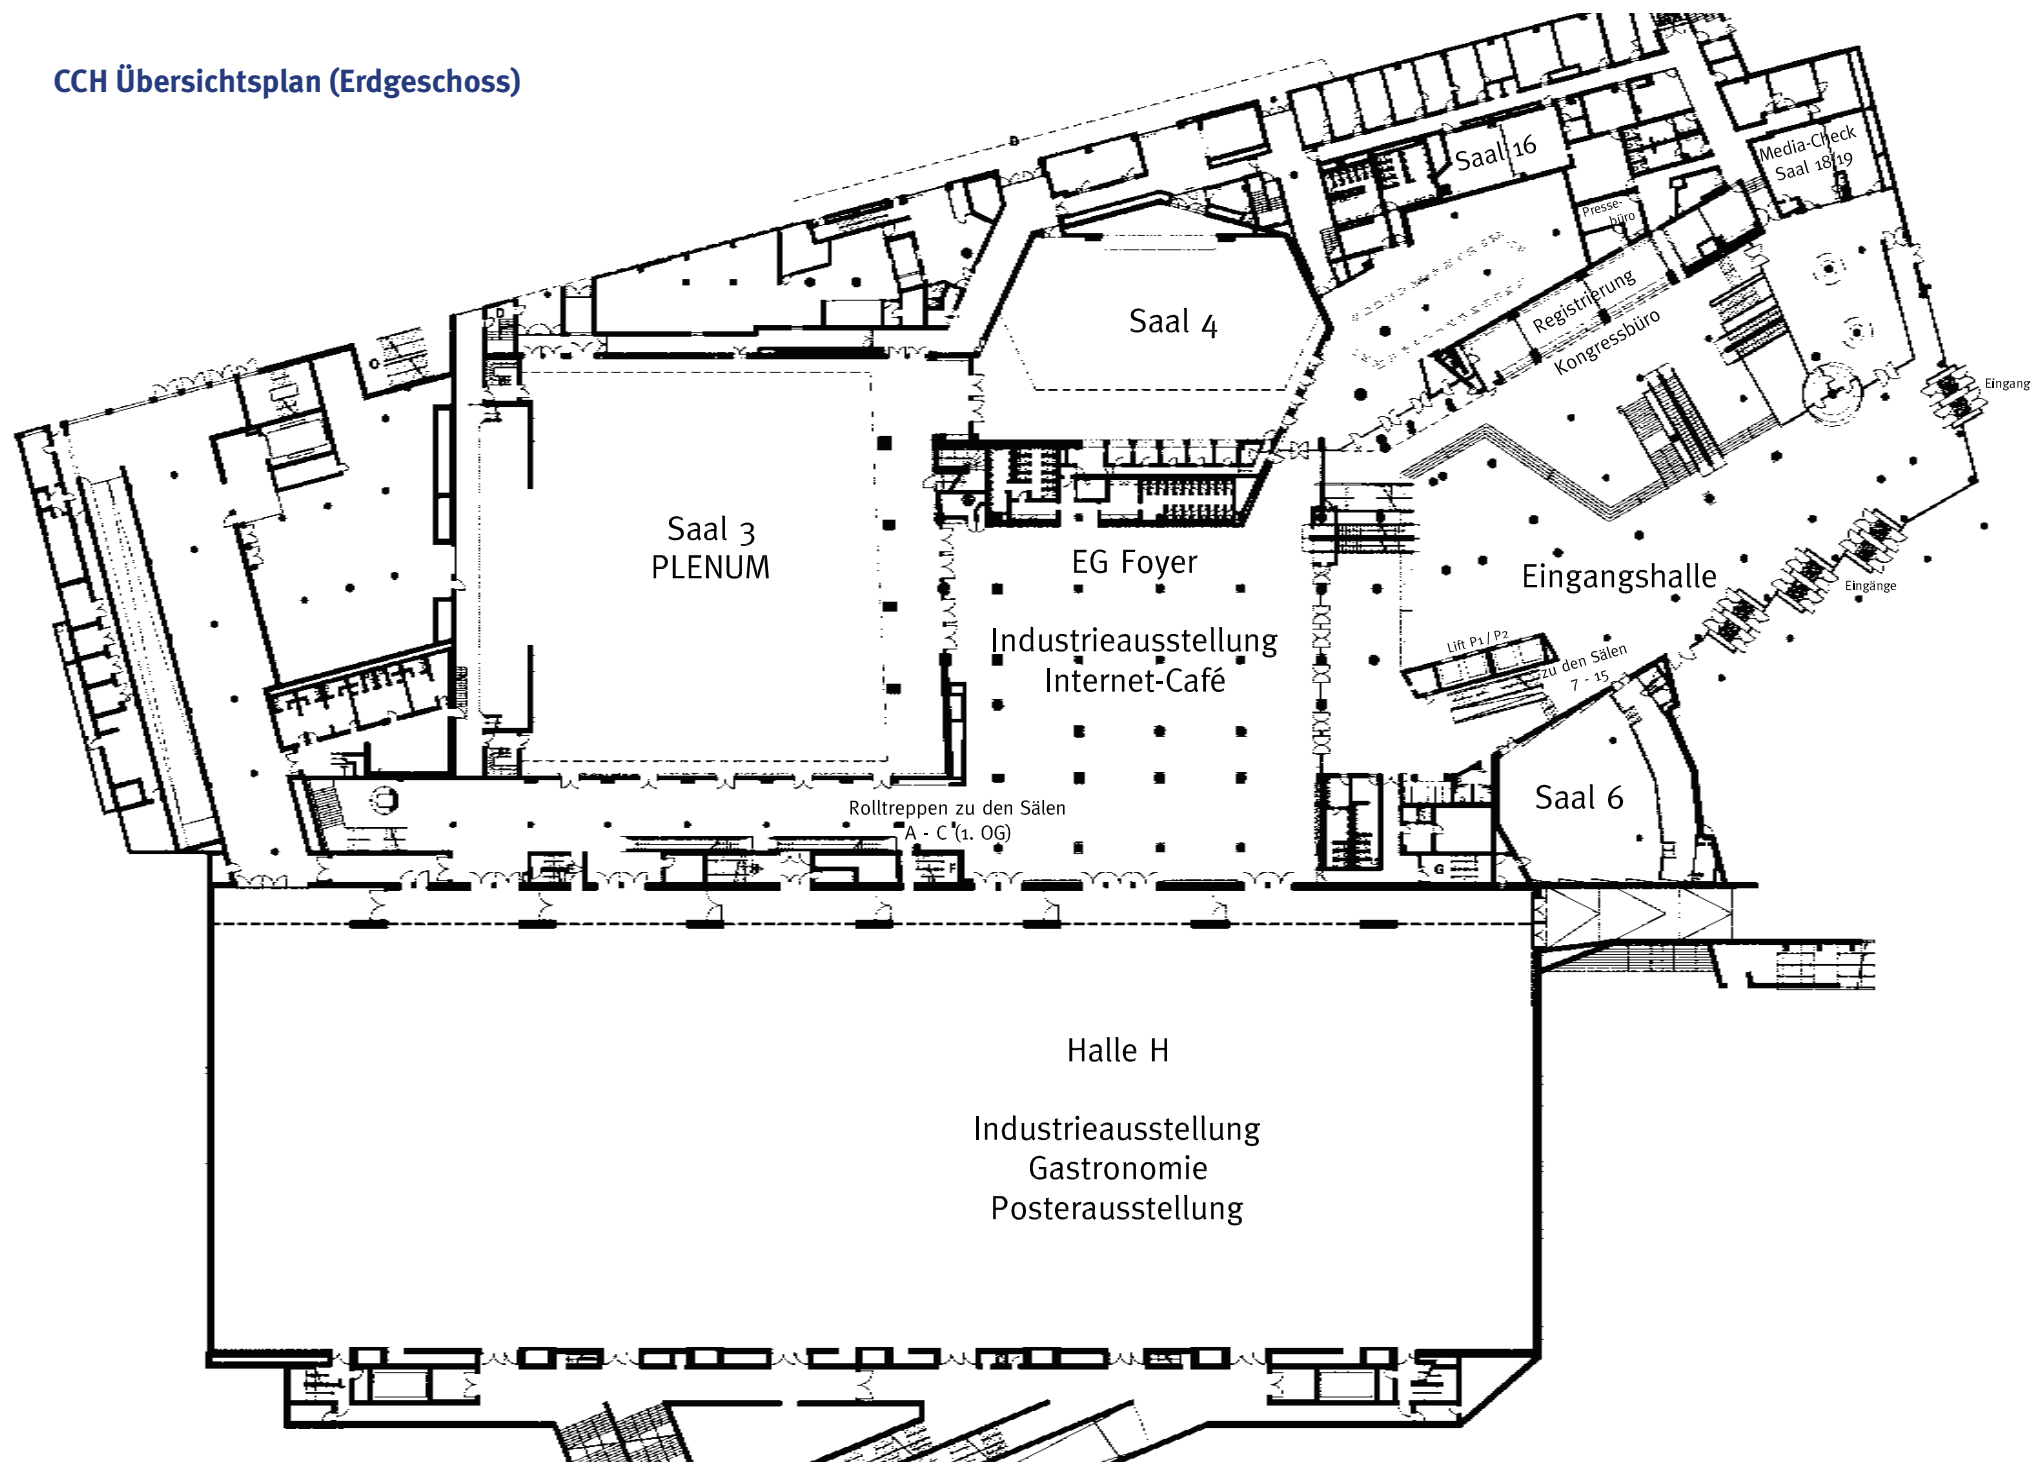 CCH Übersichtsplan (Erdgeschoss)
Saal 16
Media-Check
Saal 18/19
Presse-
büro
Registrierung
Kongressbüro
Saal 4
Eingang
Saal 3
PLENUM
EG Foyer
Industrieausstellung
Internet-Café
Eingangshalle
Eingänge
Lift P1 / P2
zu den Sälen
7 - 15
Saal 6
Rolltreppen zu den Sälen
A - C (1. OG)
Halle H
Industrieausstellung
Gastronomie
Posterausstellung